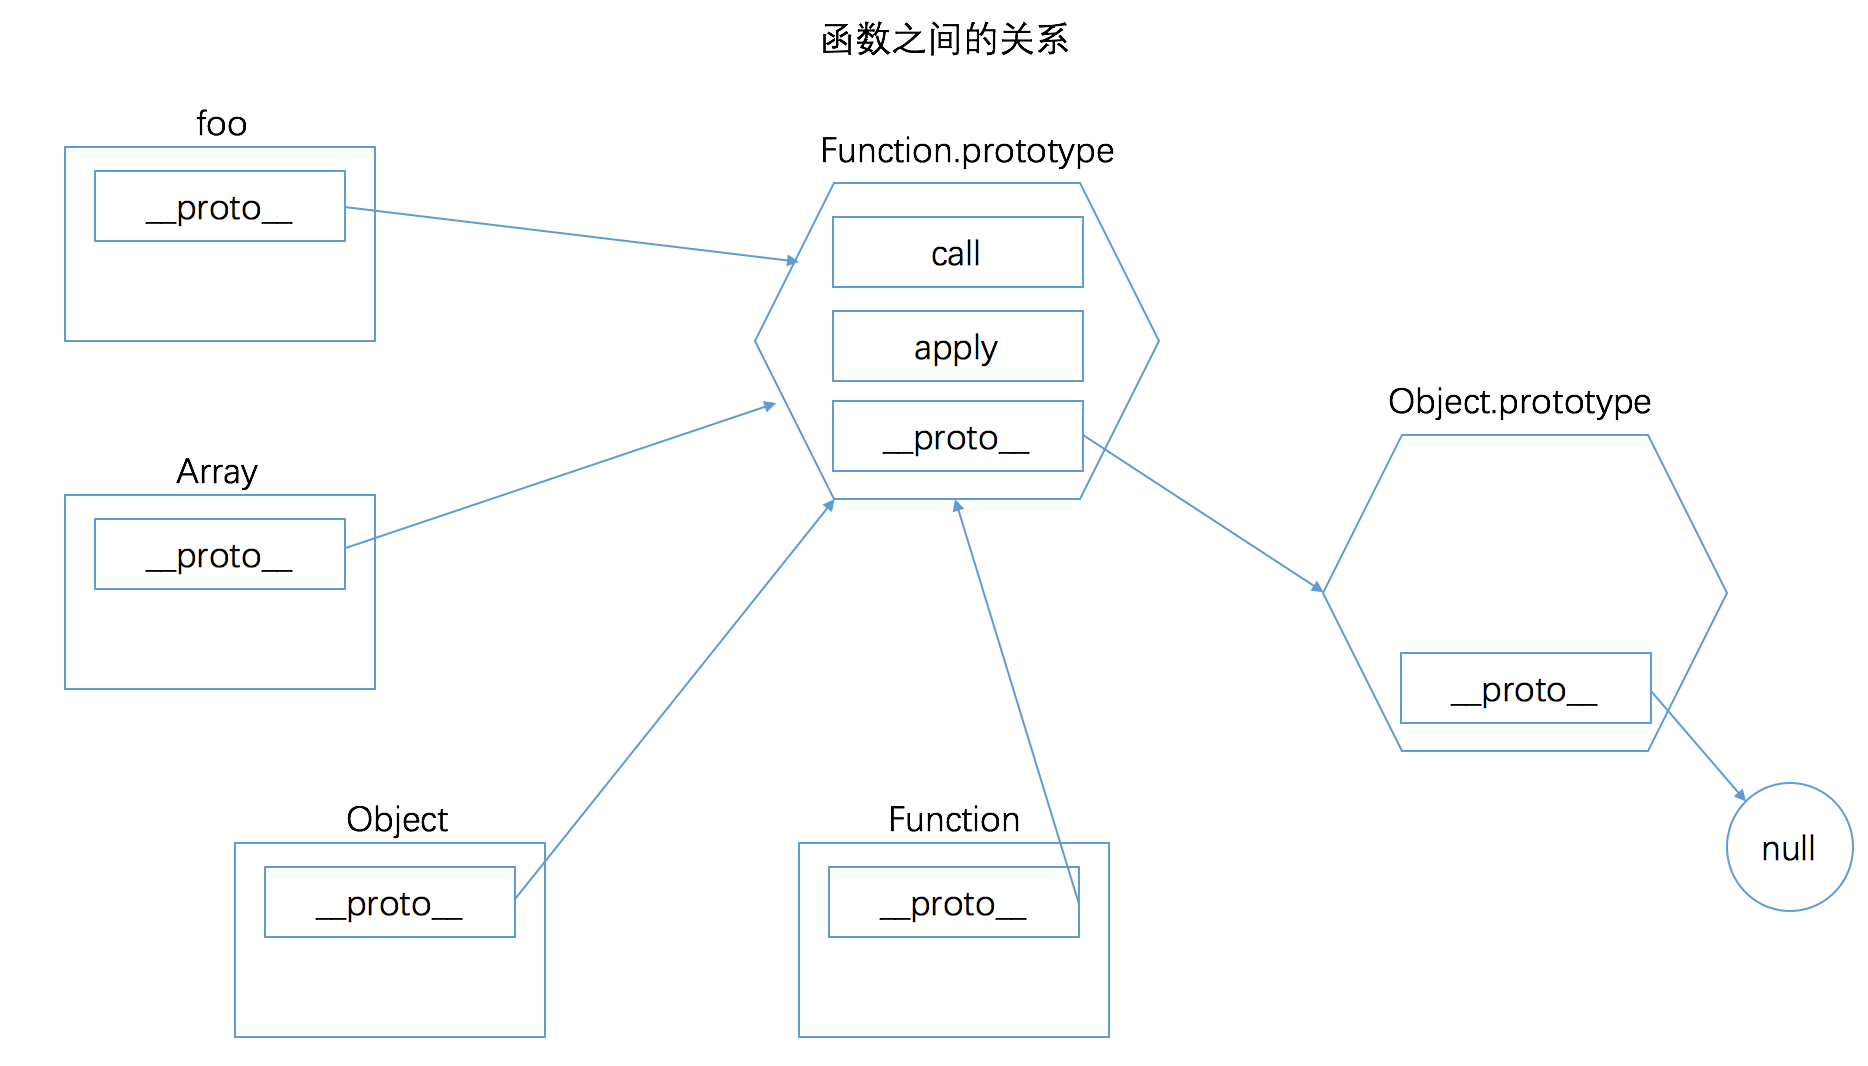 函数之间的关系
foo
__proto__
Function.prototype
call
apply
__proto__
Array
__proto__
Object.prototype
__proto__
Object
__proto__
Function
__proto__
null